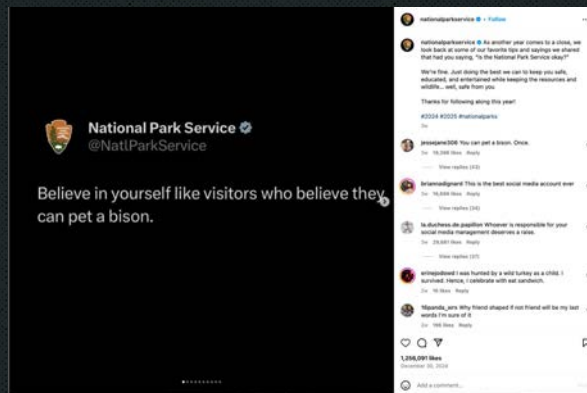 National Park Service
@NatlParkService
Believe in yourself like visitors who believe they
can pet a bison.
nationalparkservice • Follow
nationalparkservice As another year comes to a close, we
look back at some of our favorite tips and sayings we shared
that had you saying, "Is the National Park Service okay?"
We're fine. Just doing the best we can to keep you safe,
educated, and entertained while keeping the resources and
wildlife... well, safe from you.
Thanks for following along this year!
#2024 #2025 #nationalparks
jessejane306 You can pet a bison. Once.
Reply
View replies (43)
briannadignard This is the best social media account ever
Reply
View replies (24)
la.duchess.de.papillon Whoever is responsible for your
social media management deserves a raise.
Reply
View replies (37)
I was hunted by a wild turkey as a child. I
survived. Hence, I celebrate with eat sandwich.
Reply
Why friend shaped if not friend will be my last
words I'm sure of it
Reply
1,256,091 likes
December 30, 2024
Add a comment...